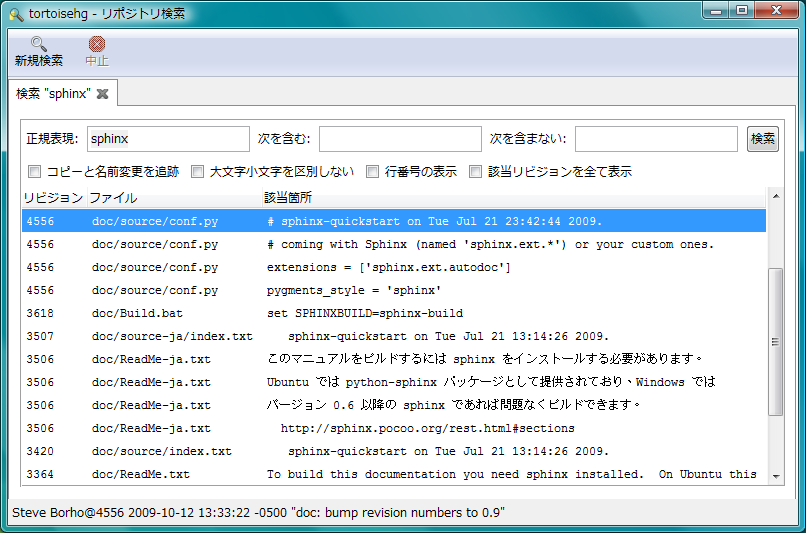 tortoisehg - リポジトリ検索
新規検索 中止
検索 "sphinx"
正規表現: sphinx 次を含む: 次を含まない: 検索
コピーと名前変更を追跡 大文字小文字を区別しない 行番号の表示 該当リビジョンを全て表示
リビジョン ファイル 該当箇所
4556 doc/source/conf.py # sphinx-quickstart on Tue Jul 21 23:42:44 2009.
4556 doc/source/conf.py # coming with Sphinx (named 'sphinx.ext.*') or your custom ones.
4556 doc/source/conf.py extensions = ['sphinx.ext.autodoc']
4556 doc/source/conf.py pygments_style = 'sphinx'
3618 doc/Build.bat set SPHINXBUILD=sphinx-build
3507 doc/source-ja/index.txt sphinx-quickstart on Tue Jul 21 13:14:26 2009.
3506 doc/ReadMe-ja.txt このマニュアルをビルドするには sphinx をインストールする必要があります。
3506 doc/ReadMe-ja.txt Ubuntu では python-sphinx パッケージとして提供されており、Windows では
3506 doc/ReadMe-ja.txt バージョン 0.6 以降の sphinx であれば問題なくビルドできます。
3506 doc/ReadMe-ja.txt http://sphinx.pocoo.org/rest.html#sections
3420 doc/source/index.txt sphinx-quickstart on Tue Jul 21 13:14:26 2009.
3364 doc/ReadMe.txt To build this documentation you need sphinx installed.  On Ubuntu this
Steve Borho@4556 2009-10-12 13:33:22 -0500 "doc: bump revision numbers to 0.9"